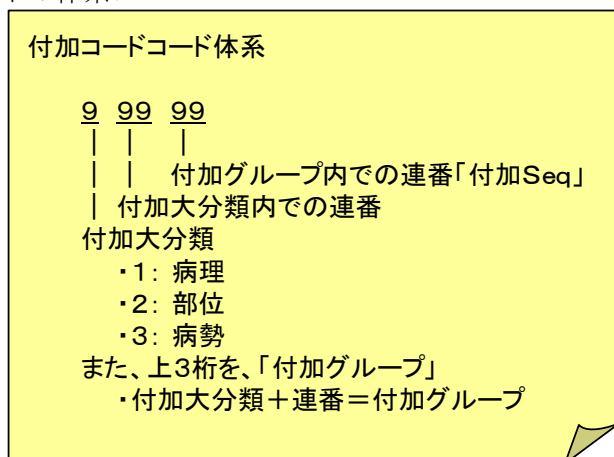 付加コードコード体系
９ ９９ ９９
｜ ｜ ｜
｜ ｜ 付加グループ内での連番「付加Ｓｅｑ」
｜ 付加大分類内での連番
付加大分類
・１： 病理
・２： 部位
・３： 病勢
また、上３桁を、「付加グループ」
・付加大分類＋連番＝付加グループ